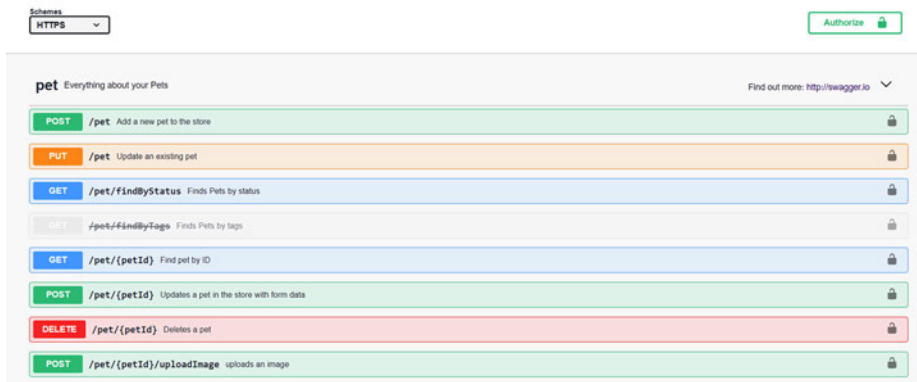 Schemes
HTTPS
Authorize
pet Everything about your Pets
Find out more: http://swagger.io
POST /pet Add a new pet to the store
PUT /pet Update an existing pet
GET /pet/findByStatus Finds Pets by status
GET /pet/findByTags Finds Pets by tags
GET /pet/{petId} Find pet by ID
POST /pet/{petId} Updates a pet in the store with form data
DELETE /pet/{petId} Deletes a pet
POST /pet/{petId}/uploadImage uploads an image